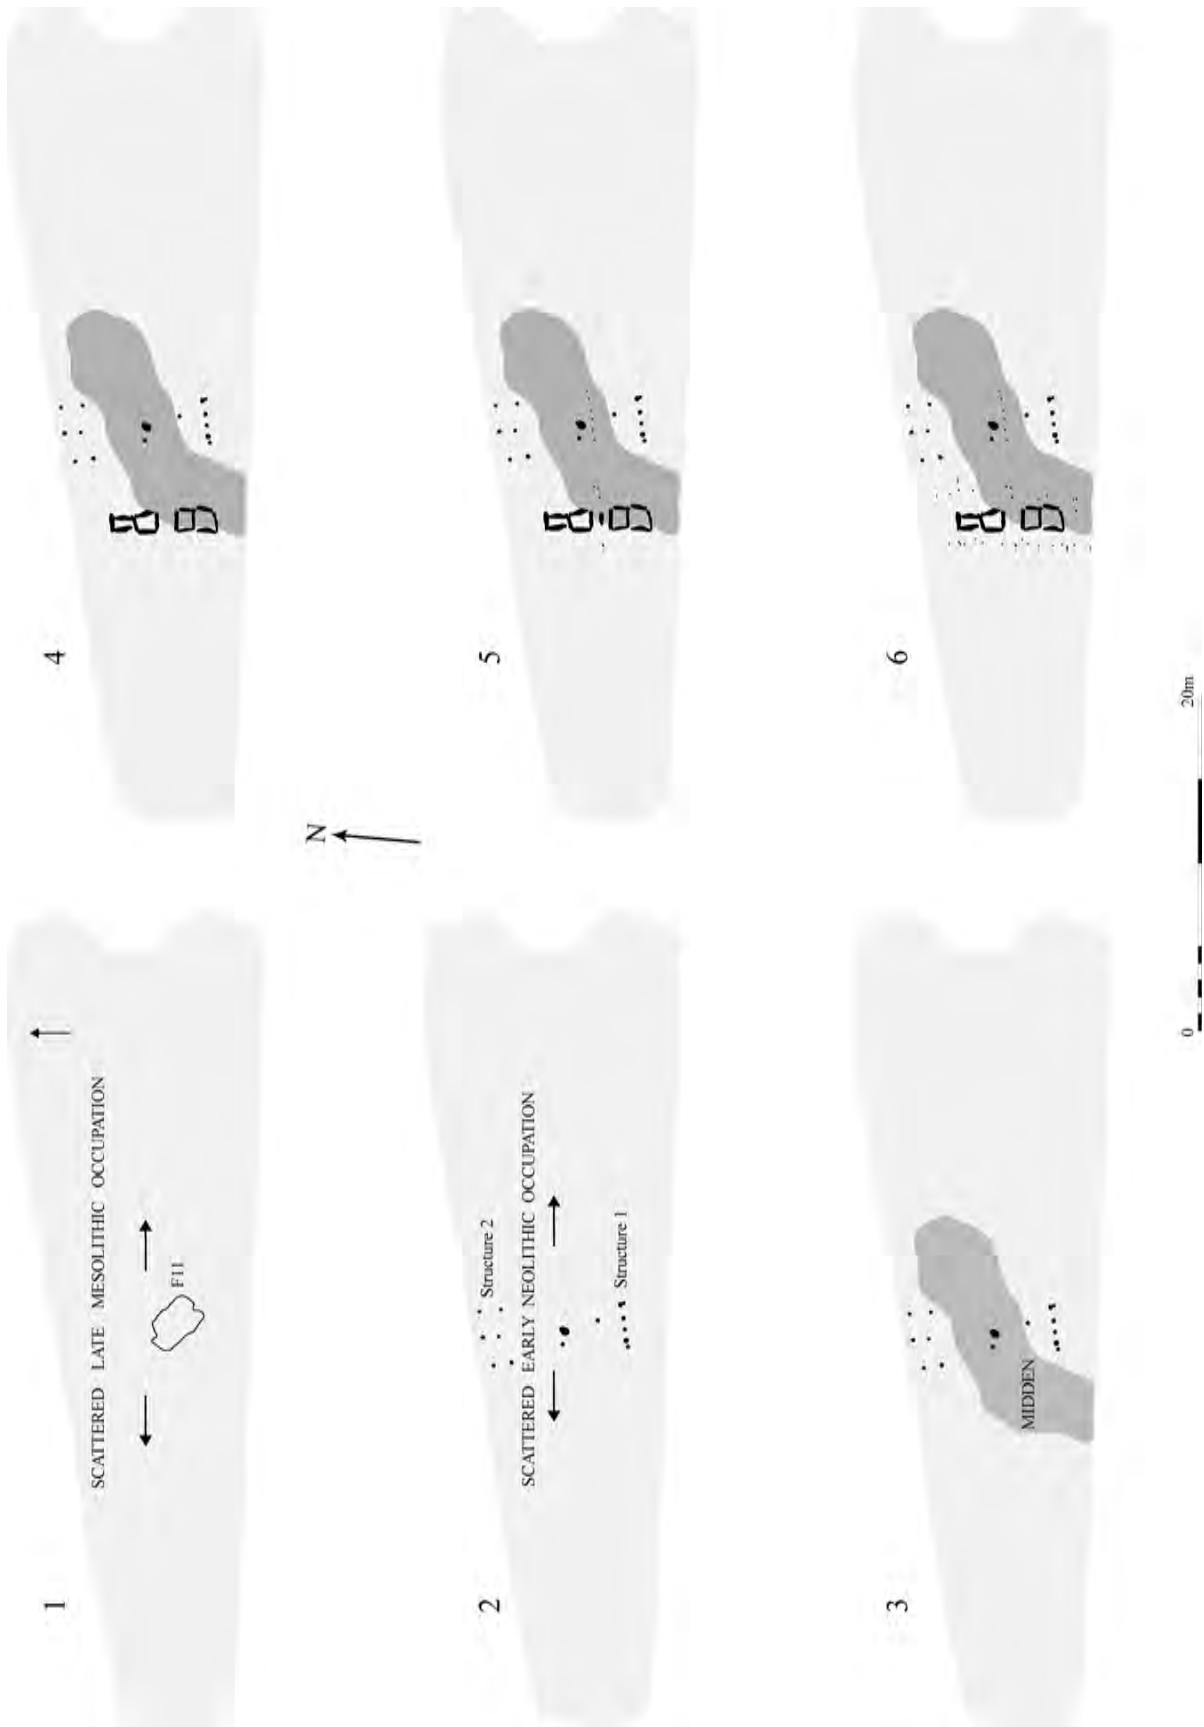 1
SCATTERED LATE MESOLITHIC OCCUPATION
F11
2
Structure 2
SCATTERED EARLY NEOLITHIC OCCUPATION
Structure 1
3
MIDDEN
N
4
5
6
0
20m